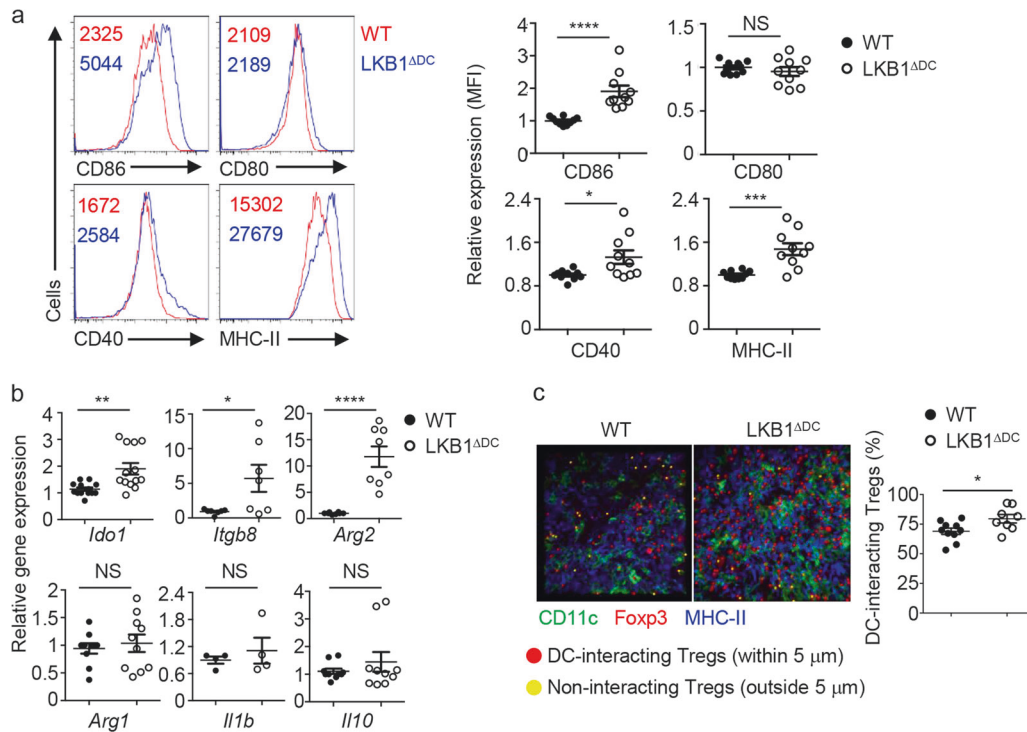 a
2325
5044
2109
2189
WT
LKB1ΔDC
CD86
CD80
1672
2584
15302
27679
Cells
CD40
MHC-II
Relative expression (MFI)
4
3
2
1
0
****
CD86
1.5
1
0.5
0
NS
CD80
WT
LKB1ΔDC
2.4
1.6
0.8
0
*
CD40
2.4
1.6
0.8
0
***
MHC-II
b
Relative gene expression
4
3
2
1
0
**
Ido1
15
10
5
0
*
Itgb8
20
15
10
5
0
****
Arg2
WT
LKB1ΔDC
2
1.5
1
0.5
0
NS
Arg1
2.4
1.8
1.2
0.6
0
NS
Il1b
4
3
2
1
0
NS
Il10
c
WT
LKB1ΔDC
CD11c Foxp3 MHC-II
DC-interacting Tregs (within 5 μm)
Non-interacting Tregs (outside 5 μm)
DC-interacting Tregs (%)
WT
LKB1ΔDC
100
75
50
25
0
*